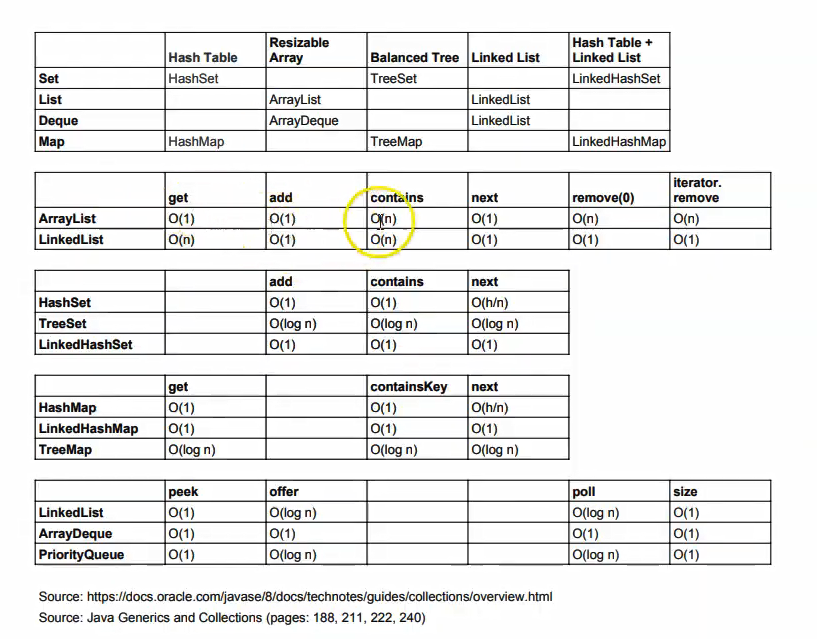 Hash Table Resizable Array Balanced Tree Linked List Hash Table + Linked List
Set HashSet TreeSet LinkedHashSet
List ArrayList LinkedList
Deque ArrayDeque LinkedList
Map HashMap TreeMap LinkedHashMap
get add contains next remove(0) iterator. remove
ArrayList O(1) O(1) O(n) O(1) O(n) O(n)
LinkedList O(n) O(1) O(n) O(1) O(1) O(1)
add contains next
HashSet O(1) O(1) O(h/n)
TreeSet O(log n) O(log n) O(log n)
LinkedHashSet O(1) O(1) O(1)
get containsKey next
HashMap O(1) O(1) O(h/n)
LinkedHashMap O(1) O(1) O(1)
TreeMap O(log n) O(log n) O(log n)
peek offer poll size
LinkedList O(1) O(log n) O(log n) O(1)
ArrayDeque O(1) O(1) O(1) O(1)
PriorityQueue O(1) O(log n) O(log n) O(1)
Source: https://docs.oracle.com/javase/8/docs/technotes/guides/collections/overview.html
Source: Java Generics and Collections (pages: 188, 211, 222, 240)